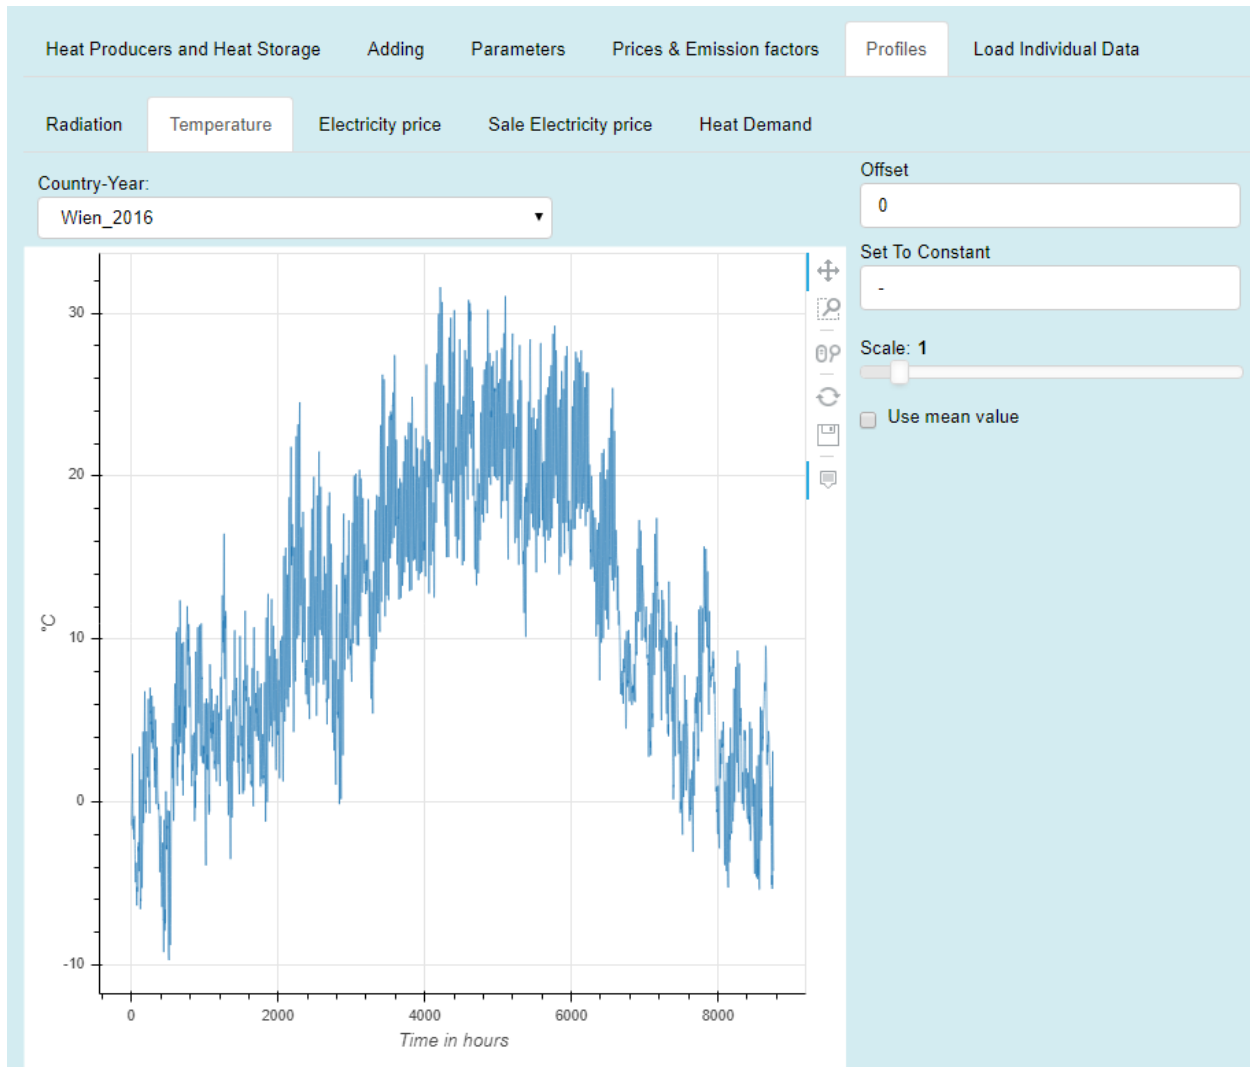 Heat Producers and Heat Storage Adding Parameters Prices & Emission factors Profiles Load Individual Data
Radiation Temperature Electricity price Sale Electricity price Heat Demand
Country-Year:
Wien_2016
Offset
0
Set To Constant
-
Scale: 1
Use mean value
30
20
10
0
-10
°C
0 2000 4000 6000 8000
Time in hours